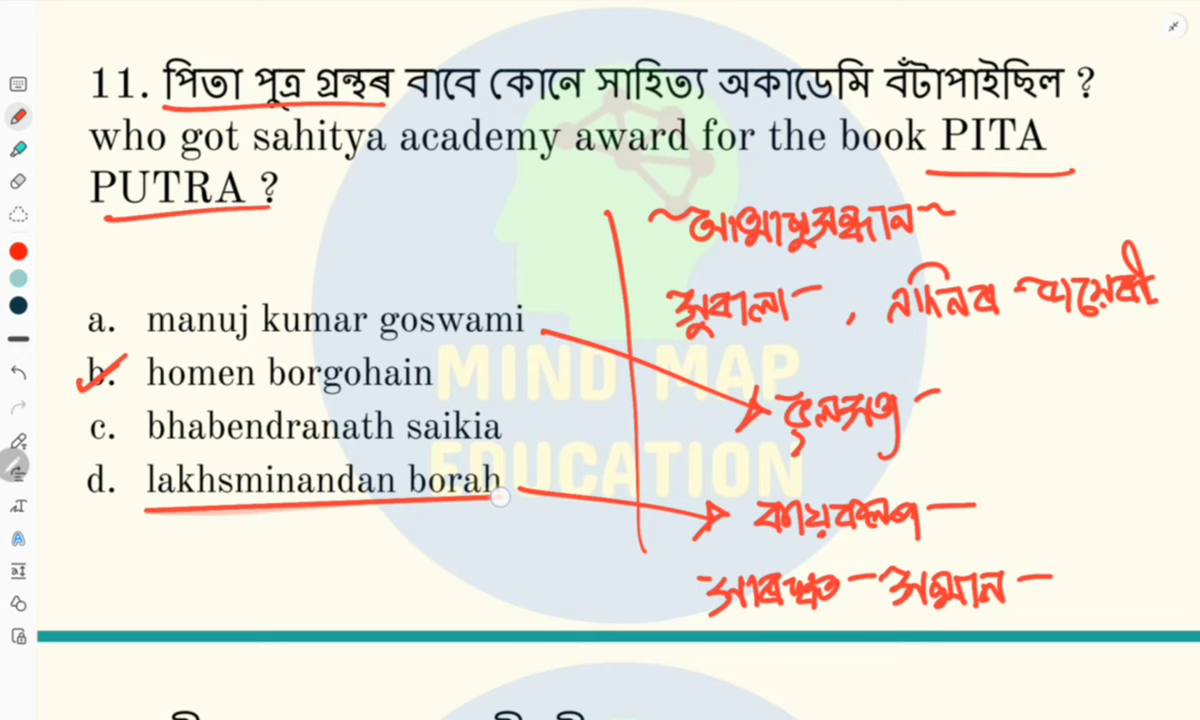 11. পিতা পুত্ৰ গ্ৰন্থৰ বাবে কোনে সাহিত্য অকাডেমি বঁটাপাইছিল ?
who got sahitya academy award for the book PITA
PUTRA ?
~আত্মানুসন্ধান~
সুবালা , নদিৰ
a. manuj kumar goswami
MIND MAP
b. homen borgohain
c. bhabendranath saikia
EDUCATION
d. lakhsminandan borah
কায়কল্প